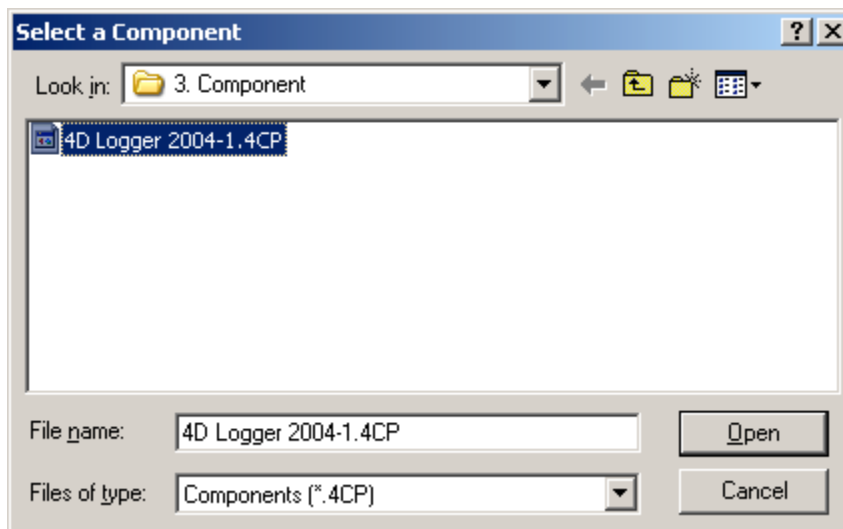 Select a Component
Look in: 3. Component
4D Logger 2004-1.4CP
File name: 4D Logger 2004-1.4CP Open
Files of type: Components (*.4CP) Cancel